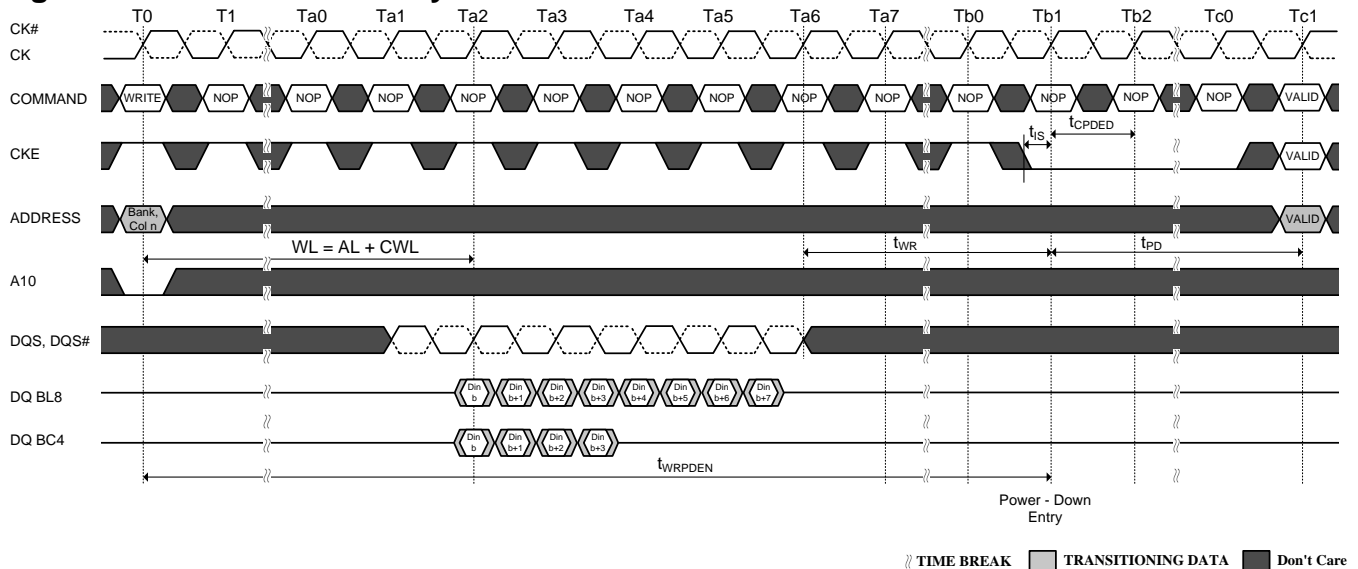 T0 T1 Ta0 Ta1 Ta2 Ta3 Ta4 Ta5 Ta6 Ta7 Tb0 Tb1 Tb2 Tc0 Tc1
CK#
CK
COMMAND WRITE NOP NOP NOP NOP NOP NOP NOP NOP NOP NOP NOP NOP NOP VALID
tIS tCPDED
CKE VALID
ADDRESS Bank, Col n VALID
WL = AL + CWL tWR tPD
A10
DQS, DQS#
DQ BL8 Din b Din b+1 Din b+2 Din b+3 Din b+4 Din b+5 Din b+6 Din b+7
DQ BC4 Din b Din b+1 Din b+2 Din b+3
tWRPDEN
Power - Down
Entry
TIME BREAK TRANSITIONING DATA Don't Care